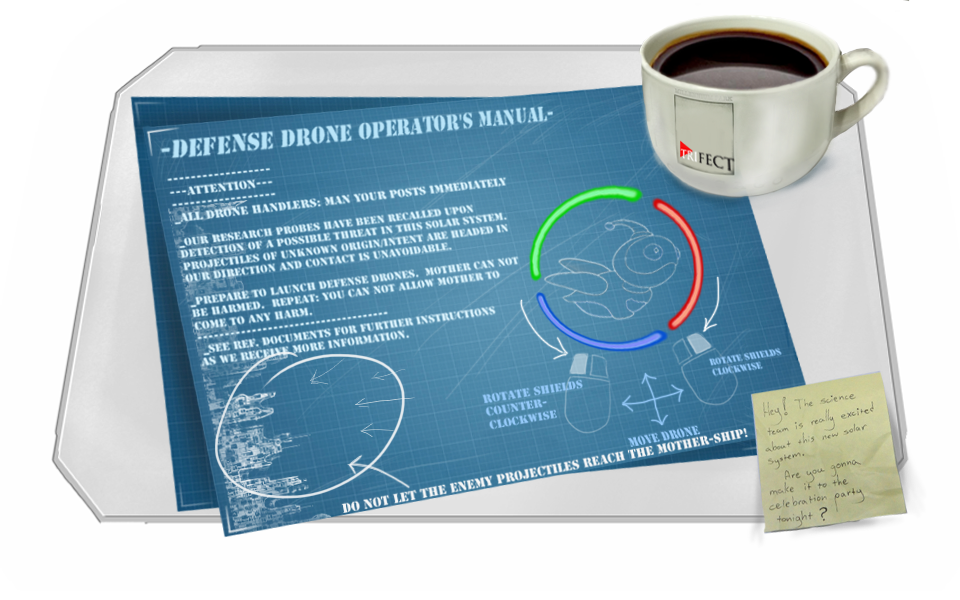 -DEFENSE DRONE OPERATOR'S MANUAL-
---ATTENTION---
_ALL DRONE HANDLERS: MAN YOUR POSTS IMMEDIATELY
_OUR RESEARCH PROBES HAVE BEEN RECALLED UPON
DETECTION OF A POSSIBLE THREAT IN THIS SOLAR SYSTEM.
PROJECTILES OF UNKNOWN ORIGIN/INTENT ARE HEADED IN
OUR DIRECTION AND CONTACT IS UNAVOIDABLE.
_PREPARE TO LAUNCH DEFENSE DRONES.  MOTHER CAN NOT
BE HARMED.  REPEAT: YOU CAN NOT ALLOW MOTHER TO
COME TO ANY HARM.
_SEE REF. DOCUMENTS FOR FURTHER INSTRUCTIONS
AS WE RECEIVE MORE INFORMATION.
ROTATE SHIELDS
COUNTER-
CLOCKWISE
ROTATE SHIELDS
CLOCKWISE
MOVE DRONE
DO NOT LET THE ENEMY PROJECTILES REACH THE MOTHER-SHIP!
TRIFECT
Hey! The science
team is really excited
about this new solar
system.
Are you gonna
make it to the
celebration party
tonight?